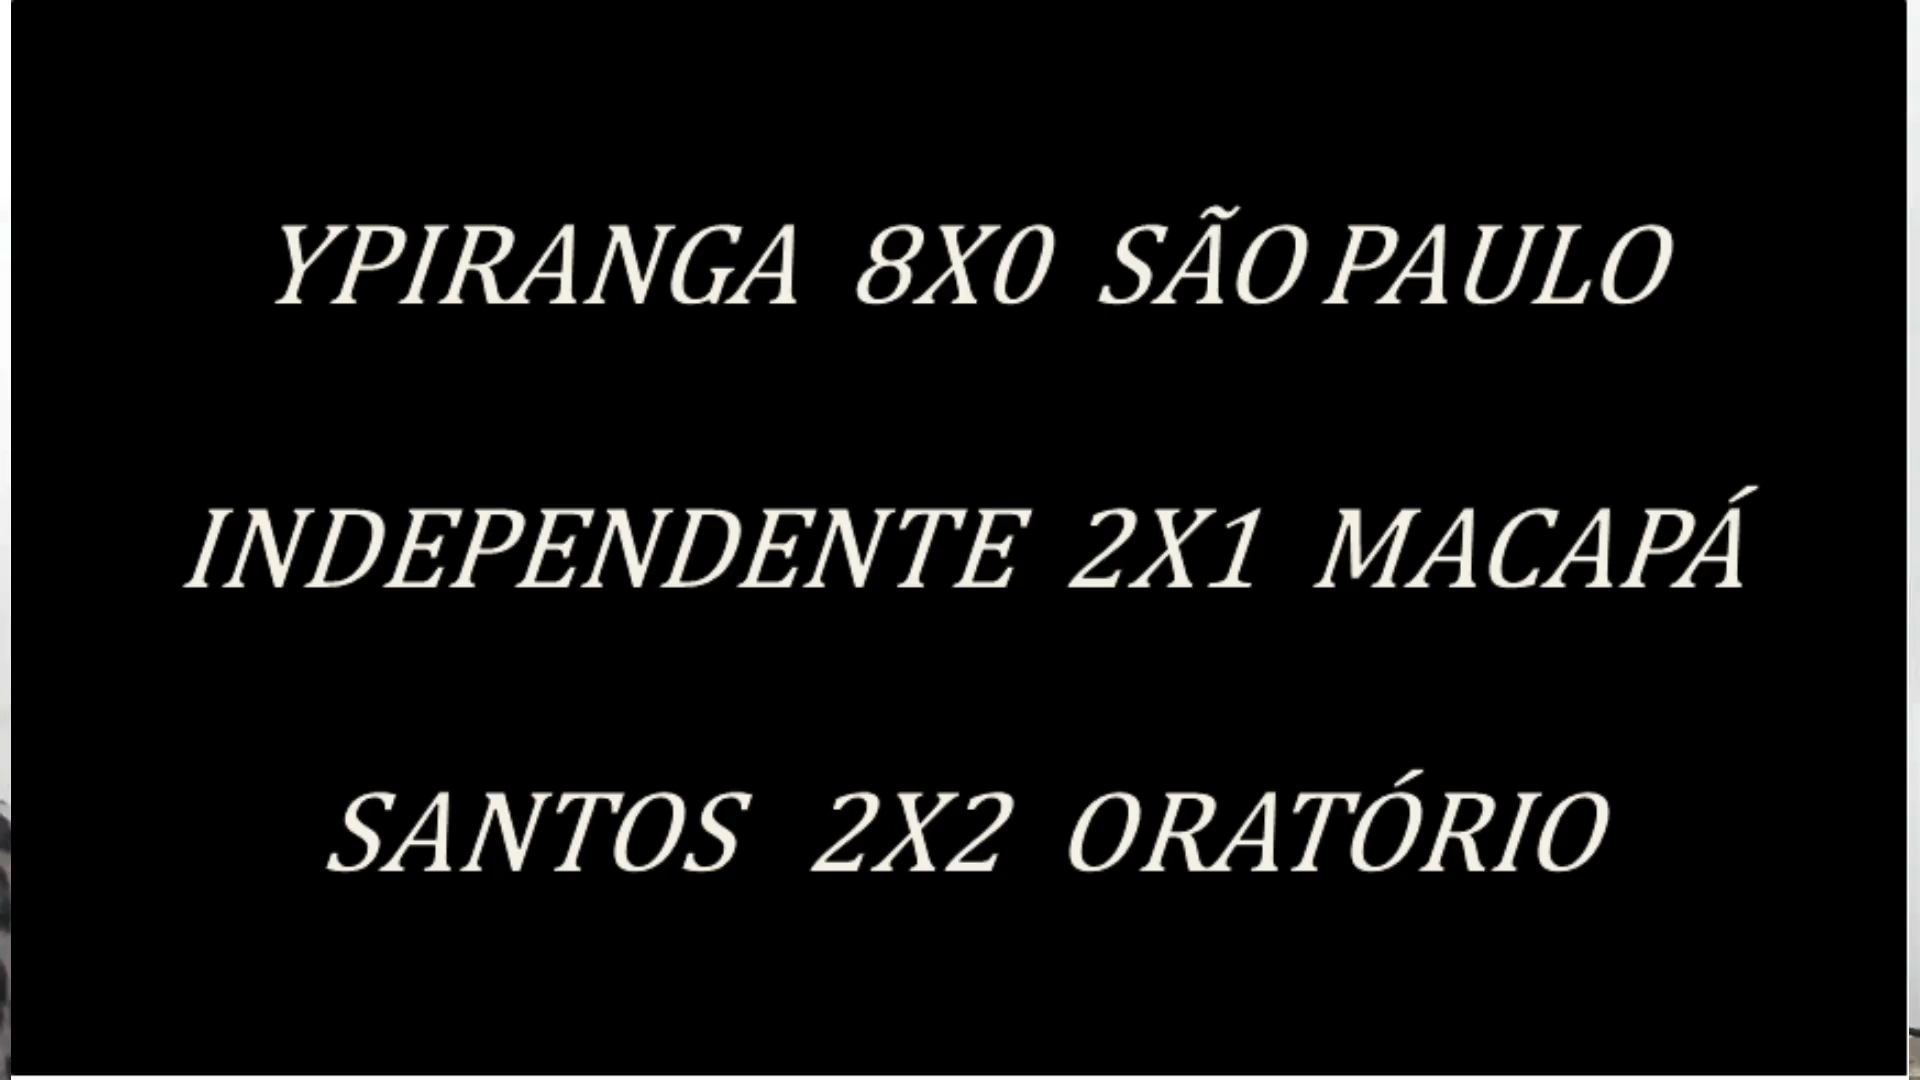 YPIRANGA 8X0 SÃO PAULO
INDEPENDENTE 2X1 MACAPÁ
SANTOS 2X2 ORATÓRIO